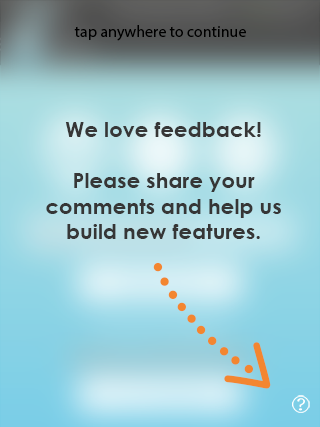 tap anywhere to continue
We love feedback!
Please share your
comments and help us
build new features.
?